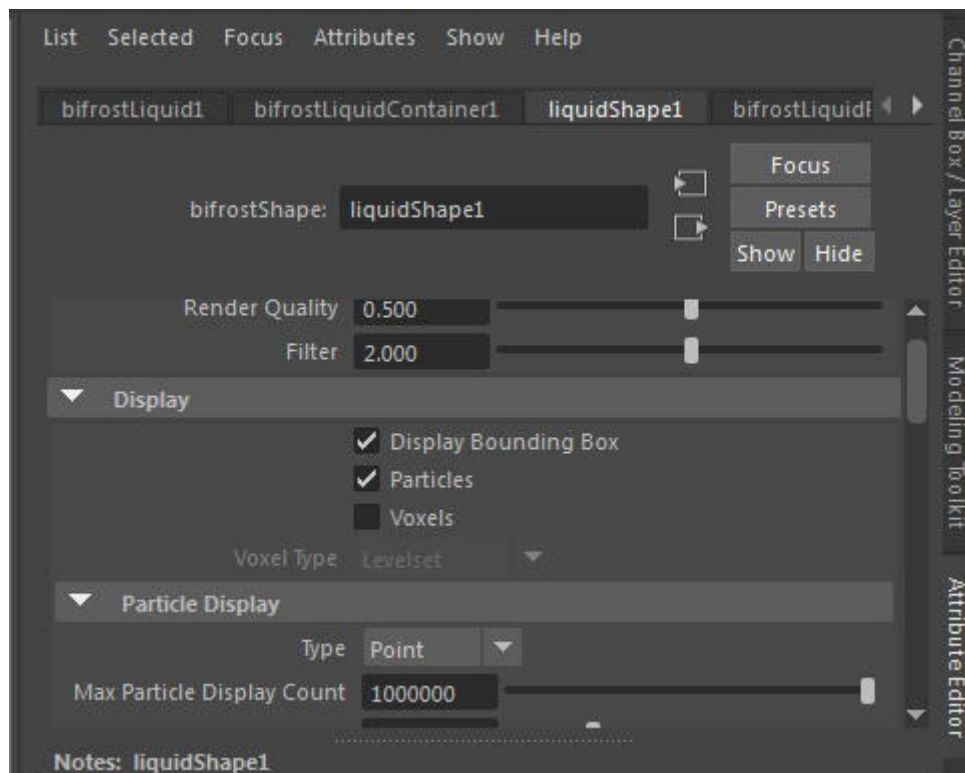 List Selected Focus Attributes Show Help
bifrostLiquid1 bifrostLiquidContainer1 liquidShape1 bifrostLiquid
bifrostShape: liquidShape1
Focus
Presets
Show Hide
Render Quality 0.500
Filter 2.000
Display
Display Bounding Box
Particles
Voxels
Voxel Type Levelset
Particle Display
Type Point
Max Particle Display Count 1000000
Notes: liquidShape1
Channel Box / Layer Editor
Modeling Toolkit
Attribute Editor